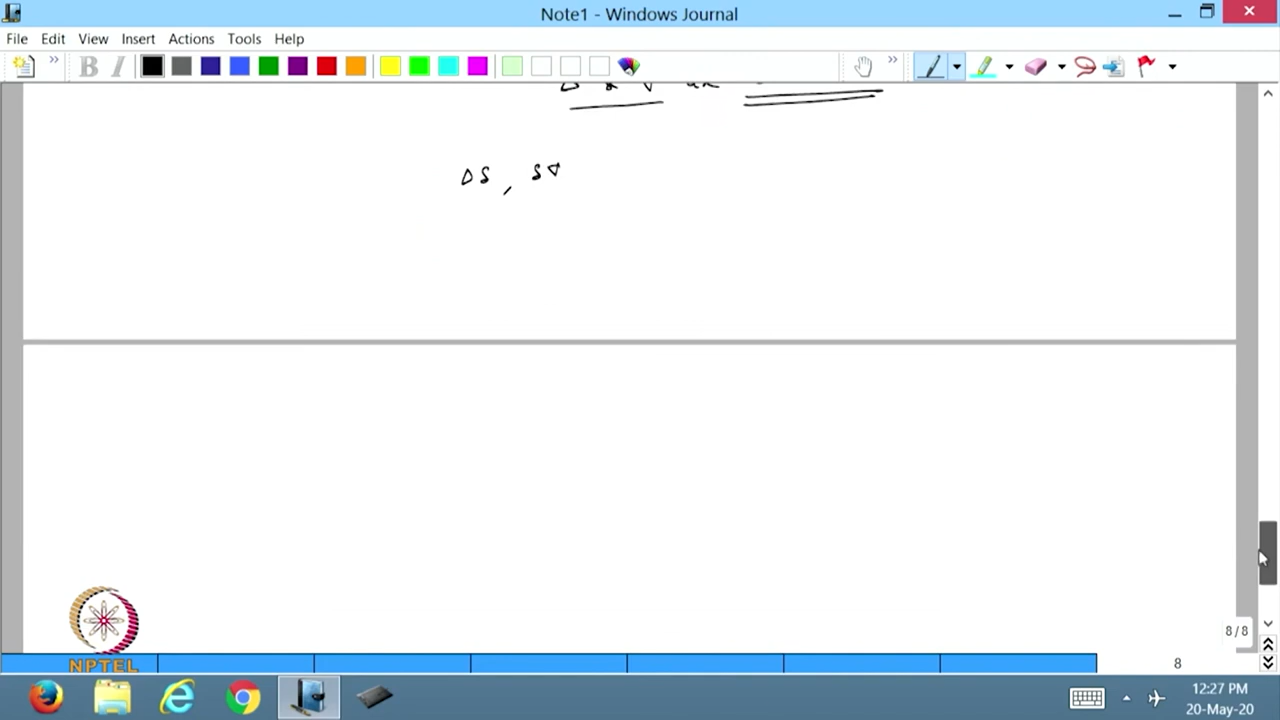 Note1 - Windows Journal
File Edit View Insert Actions Tools Help
B I
Δ & ∇
ΔS, S∇
8 / 8
8
NPTEL
12:27 PM
20-May-20